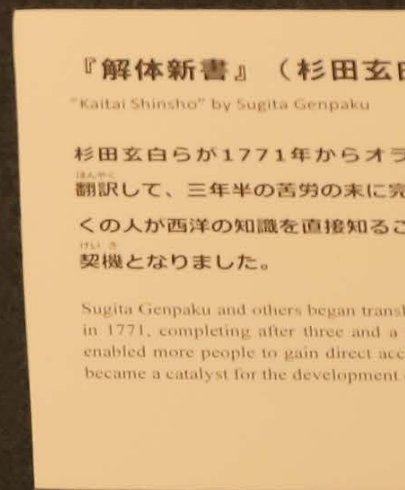 『解体新書』（杉田玄
"Kaitai Shinsho" by Sugita Genpaku
杉田玄白らが1771年からオラ
ほんやく
翻訳して、三年半の苦労の末に完
くの人が西洋の知識を直接知るこ
けい き
契機となりました。
Sugita Genpaku and others began transl
in 1771, completing after three and a
enabled more people to gain direct acc
became a catalyst for the development